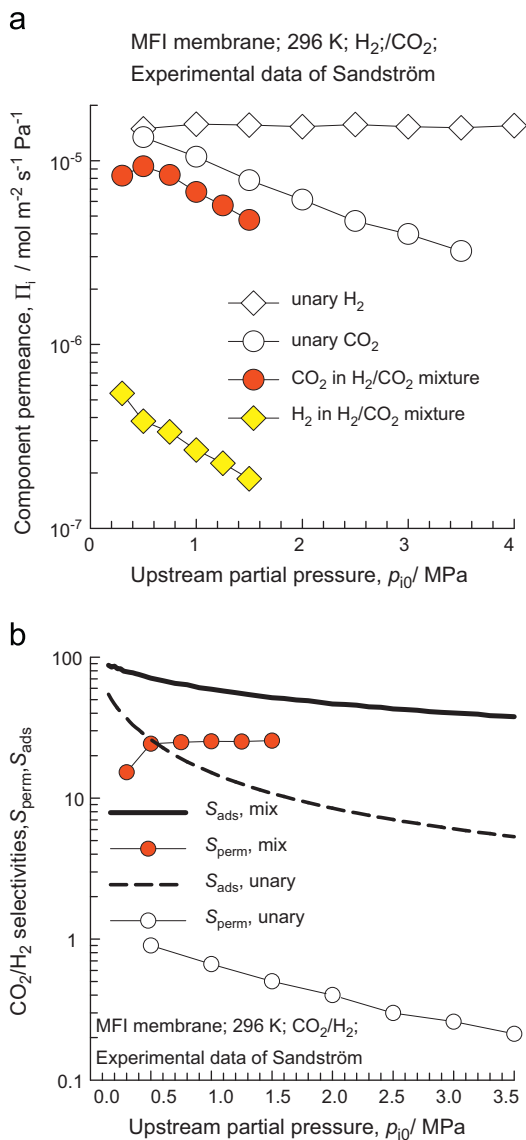 a
MFI membrane; 296 K; H2;/CO2;
Experimental data of Sandström
Component permeance, Πi / mol m-2 s-1 Pa-1
10-5
10-6
10-7
unary H2
unary CO2
CO2 in H2/CO2 mixture
H2 in H2/CO2 mixture
0 1 2 3 4
Upstream partial pressure, pi0/ MPa
b
CO2/H2 selectivities, Sperm, Sads
100
10
1
0.1
Sads, mix
Sperm, mix
Sads, unary
Sperm, unary
MFI membrane; 296 K; CO2/H2;
Experimental data of Sandström
0.0 0.5 1.0 1.5 2.0 2.5 3.0 3.5
Upstream partial pressure, pi0/ MPa